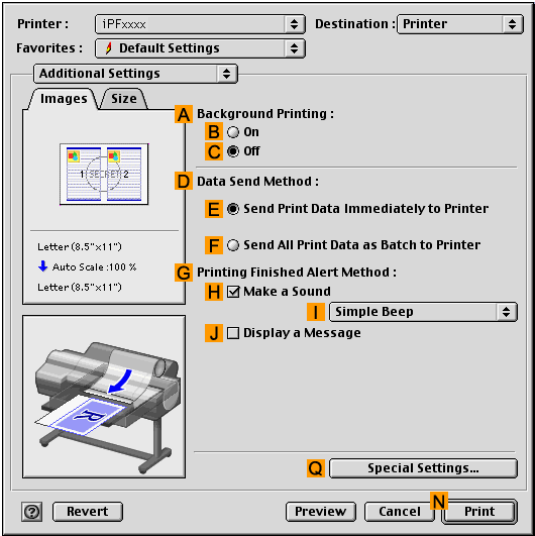 Printer : iPFxxxx Destination : Printer
Favorites : Default Settings
Additional Settings
Images Size
A Background Printing :
B On
C Off
1 SECRET 2
D Data Send Method :
E Send Print Data Immediately to Printer
F Send All Print Data as Batch to Printer
Letter (8.5"x11")
Auto Scale :100 %
Letter (8.5"x11")
G Printing Finished Alert Method :
H Make a Sound
I Simple Beep
J Display a Message
R
Q Special Settings...
? Revert Preview Cancel N Print